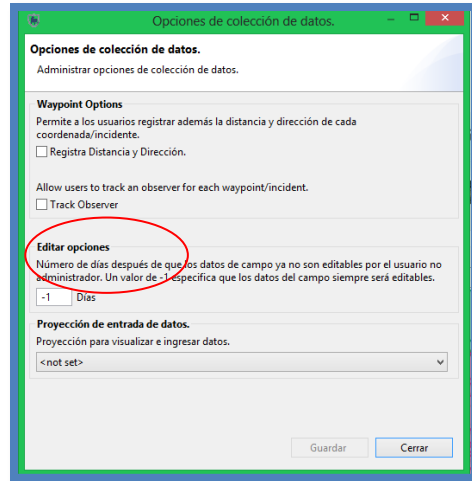 Opciones de colección de datos.
Opciones de colección de datos.
Administrar opciones de colección de datos.
Waypoint Options
Permite a los usuarios registrar además la distancia y dirección de cada
coordenada/incidente.
Registra Distancia y Dirección.
Allow users to track an observer for each waypoint/incident.
Track Observer
Editar opciones
Número de días después de que los datos de campo ya no son editables por el usuario no
administrador. Un valor de -1 especifica que los datos del campo siempre será editables.
-1 Días
Proyección de entrada de datos.
Proyección para visualizar e ingresar datos.
<not set>
Guardar Cerrar